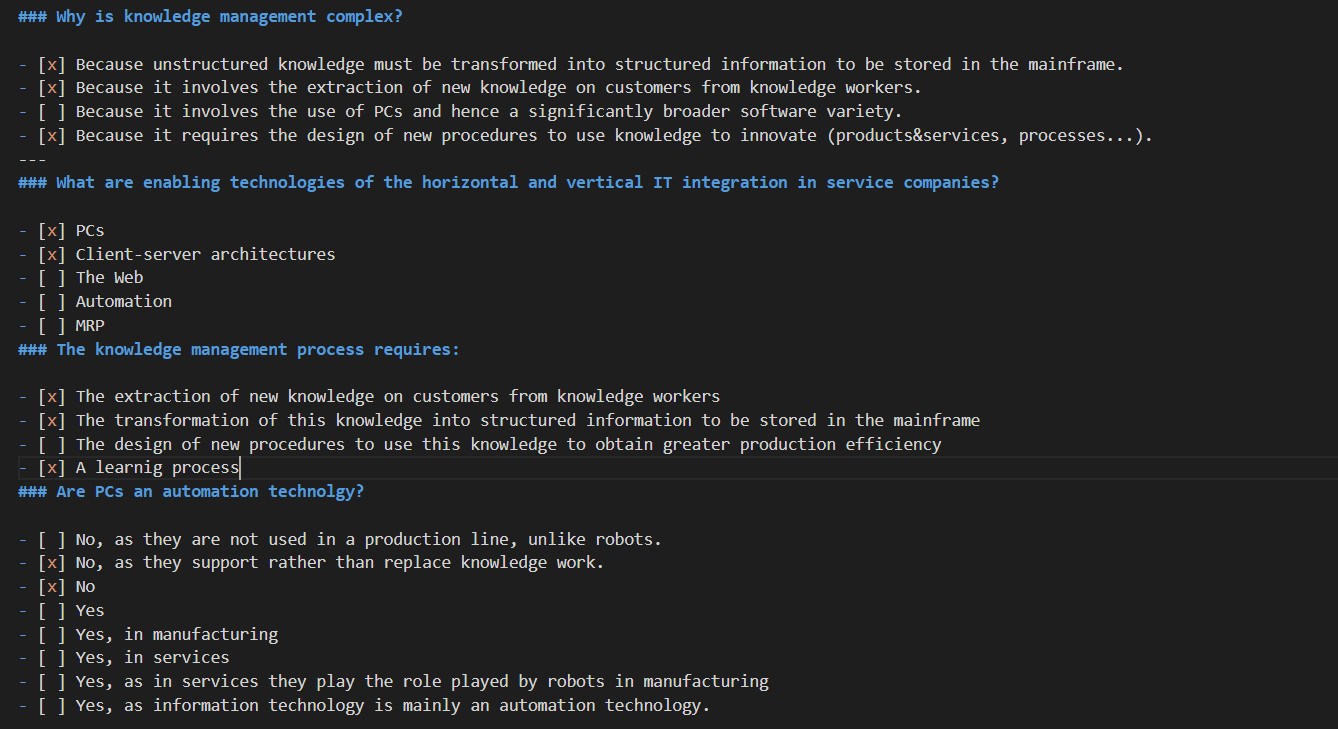 ### Why is knowledge management complex?
- [x] Because unstructured knowledge must be transformed into structured information to be stored in the mainframe.
- [x] Because it involves the extraction of new knowledge on customers from knowledge workers.
- [ ] Because it involves the use of PCs and hence a significantly broader software variety.
- [x] Because it requires the design of new procedures to use knowledge to innovate (products&services, processes...).
---
### What are enabling technologies of the horizontal and vertical IT integration in service companies?
- [x] PCs
- [x] Client-server architectures
- [ ] The Web
- [ ] Automation
- [ ] MRP
### The knowledge management process requires:
- [x] The extraction of new knowledge on customers from knowledge workers
- [x] The transformation of this knowledge into structured information to be stored in the mainframe
- [ ] The design of new procedures to use this knowledge to obtain greater production efficiency
- [x] A learnig process
### Are PCs an automation technolgy?
- [ ] No, as they are not used in a production line, unlike robots.
- [x] No, as they support rather than replace knowledge work.
- [x] No
- [ ] Yes
- [ ] Yes, in manufacturing
- [ ] Yes, in services
- [ ] Yes, as in services they play the role played by robots in manufacturing
- [ ] Yes, as information technology is mainly an automation technology.